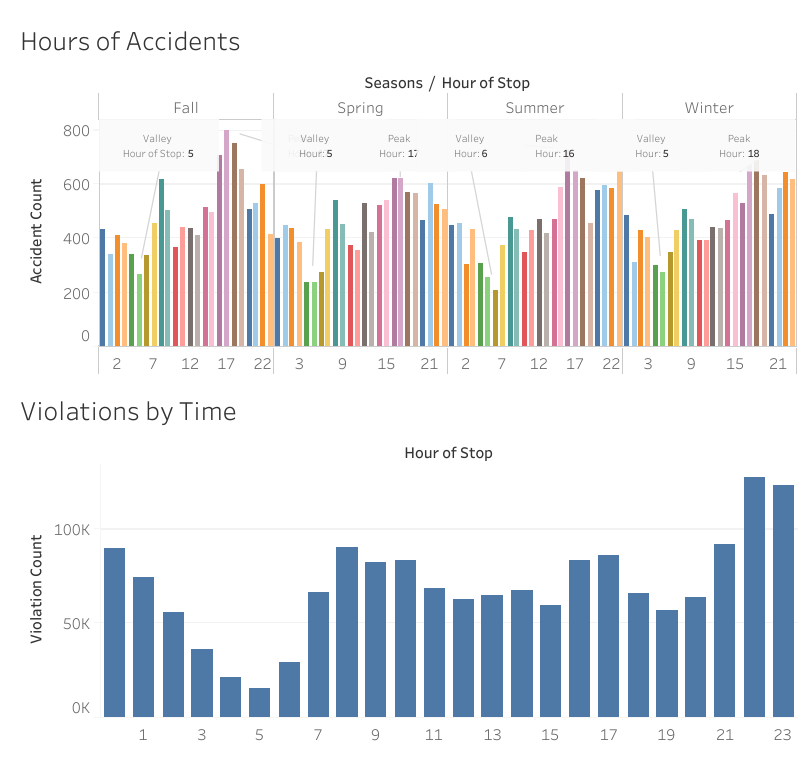 Hours of Accidents
Seasons / Hour of Stop
Fall Spring Summer Winter
Accident Count
800
600
400
200
0
Valley
Hour of Stop: 5
Valley
Hour: 5
Peak
Hour: 17
Valley
Hour: 6
Peak
Hour: 16
Valley
Hour: 5
Peak
Hour: 18
2 7 12 17 22 3 9 15 21 2 7 12 17 22 3 9 15 21
Violations by Time
Hour of Stop
Violation Count
100K
50K
0K
1 3 5 7 9 11 13 15 17 19 21 23